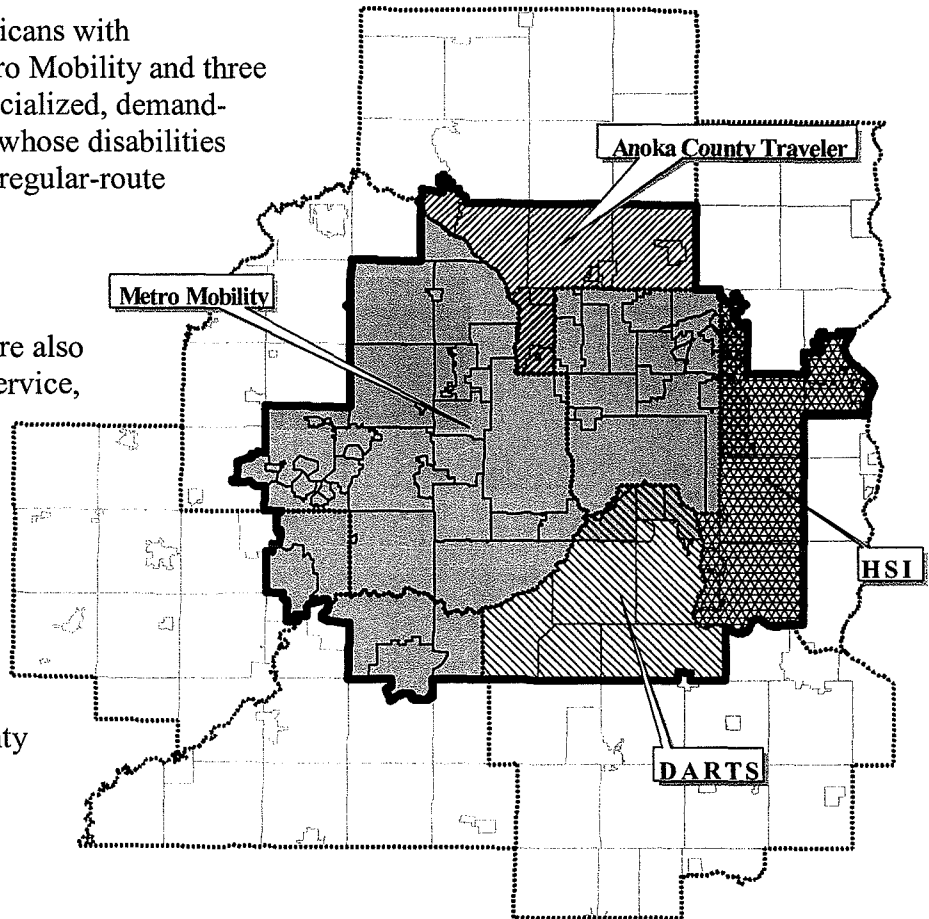 icans with
ro Mobility and three
cialized, demand-
whose disabilities
regular-route
re also
ervice,
nty
Anoka County Traveler
Metro Mobility
HSI
DARTS